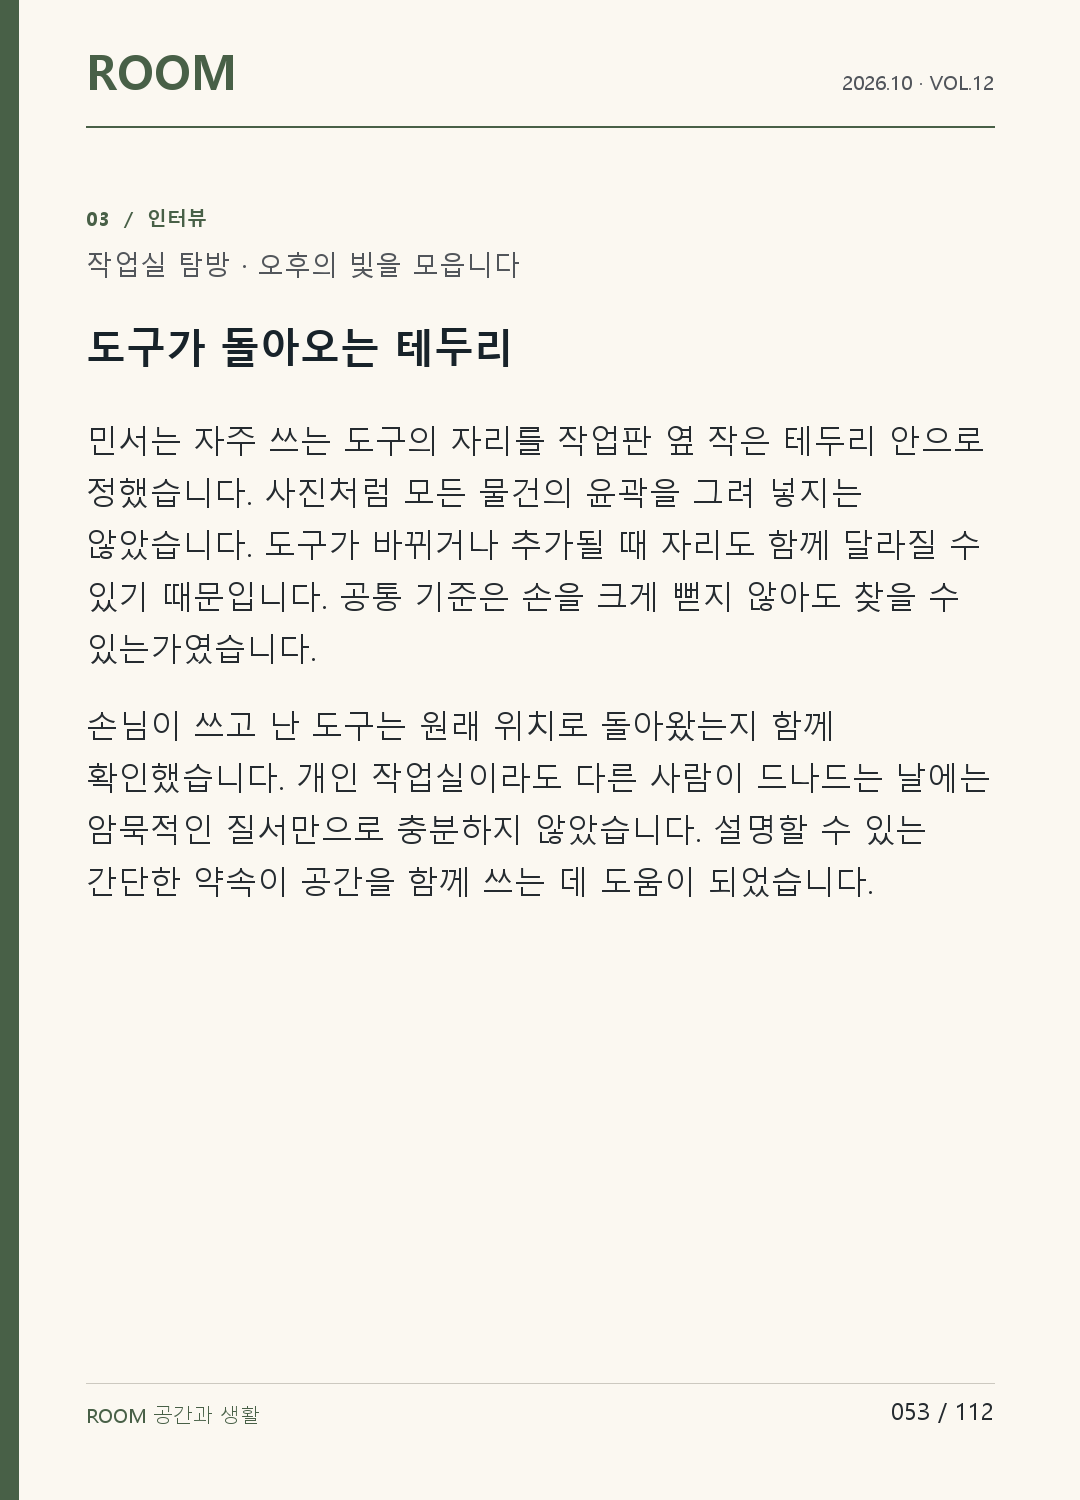 ROOM
2026.10 · VOL.12
03 / 인터뷰
작업실 탐방 · 오후의 빛을 모읍니다
도구가 돌아오는 테두리
민서는 자주 쓰는 도구의 자리를 작업판 옆 작은 테두리 안으로
정했습니다. 사진처럼 모든 물건의 윤곽을 그려 넣지는
않았습니다. 도구가 바뀌거나 추가될 때 자리도 함께 달라질 수
있기 때문입니다. 공통 기준은 손을 크게 뻗지 않아도 찾을 수
있는가였습니다.
손님이 쓰고 난 도구는 원래 위치로 돌아왔는지 함께
확인했습니다. 개인 작업실이라도 다른 사람이 드나드는 날에는
암묵적인 질서만으로 충분하지 않았습니다. 설명할 수 있는
간단한 약속이 공간을 함께 쓰는 데 도움이 되었습니다.
ROOM 공간과 생활
053 / 112